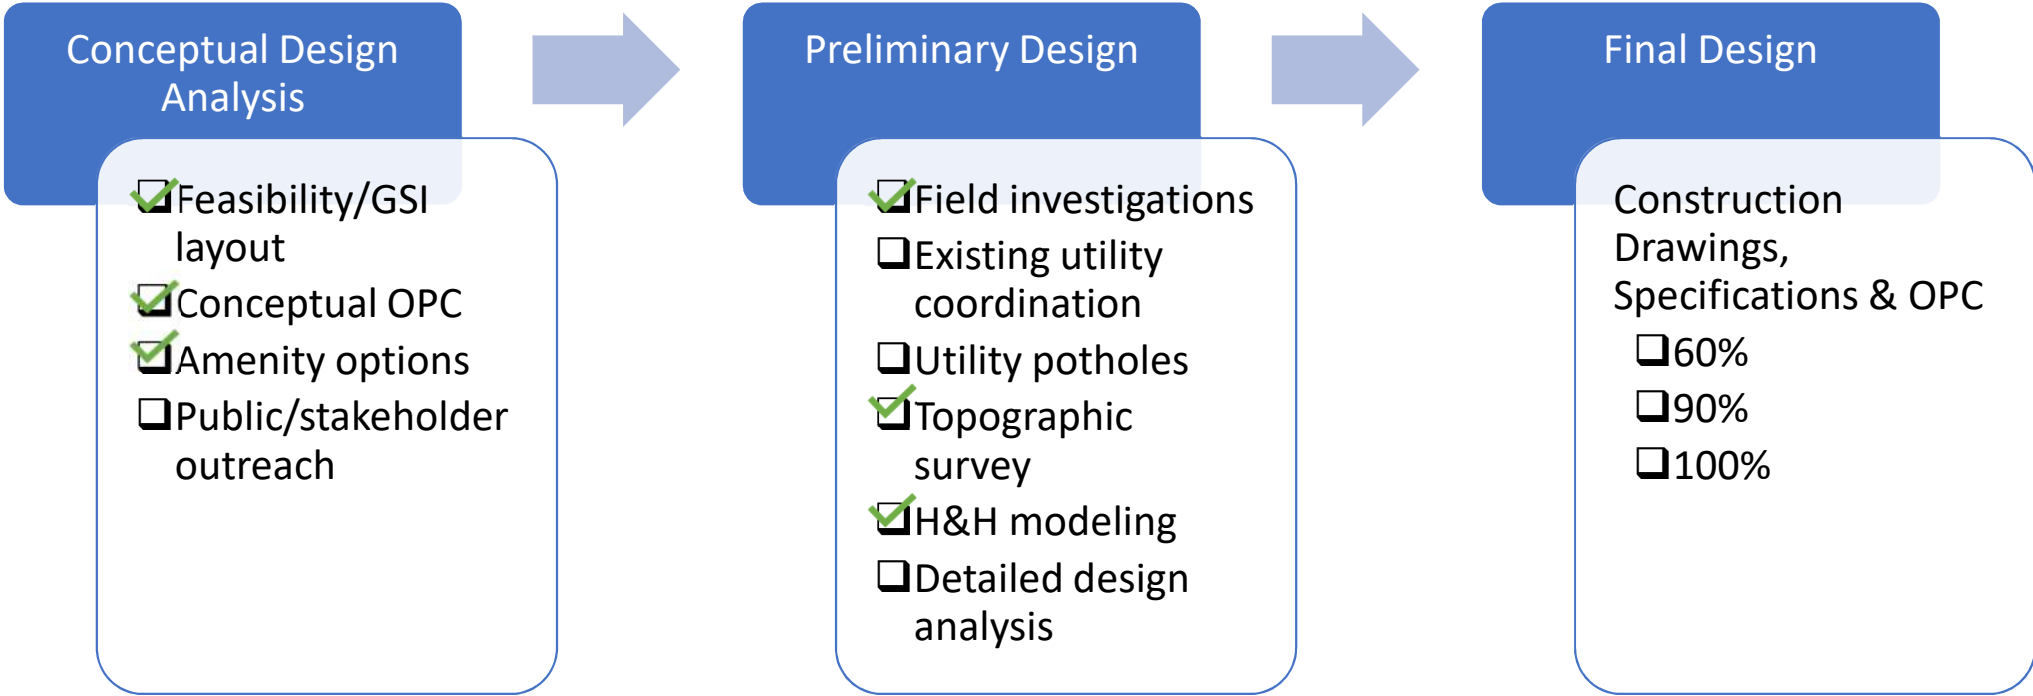 Conceptual Design
Analysis
Feasibility/GSI
layout
Conceptual OPC
Amenity options
Public/stakeholder
outreach
Preliminary Design
Field investigations
Existing utility
coordination
Utility potholes
Topographic
survey
H&H modeling
Detailed design
analysis
Final Design
Construction
Drawings,
Specifications & OPC
60%
90%
100%